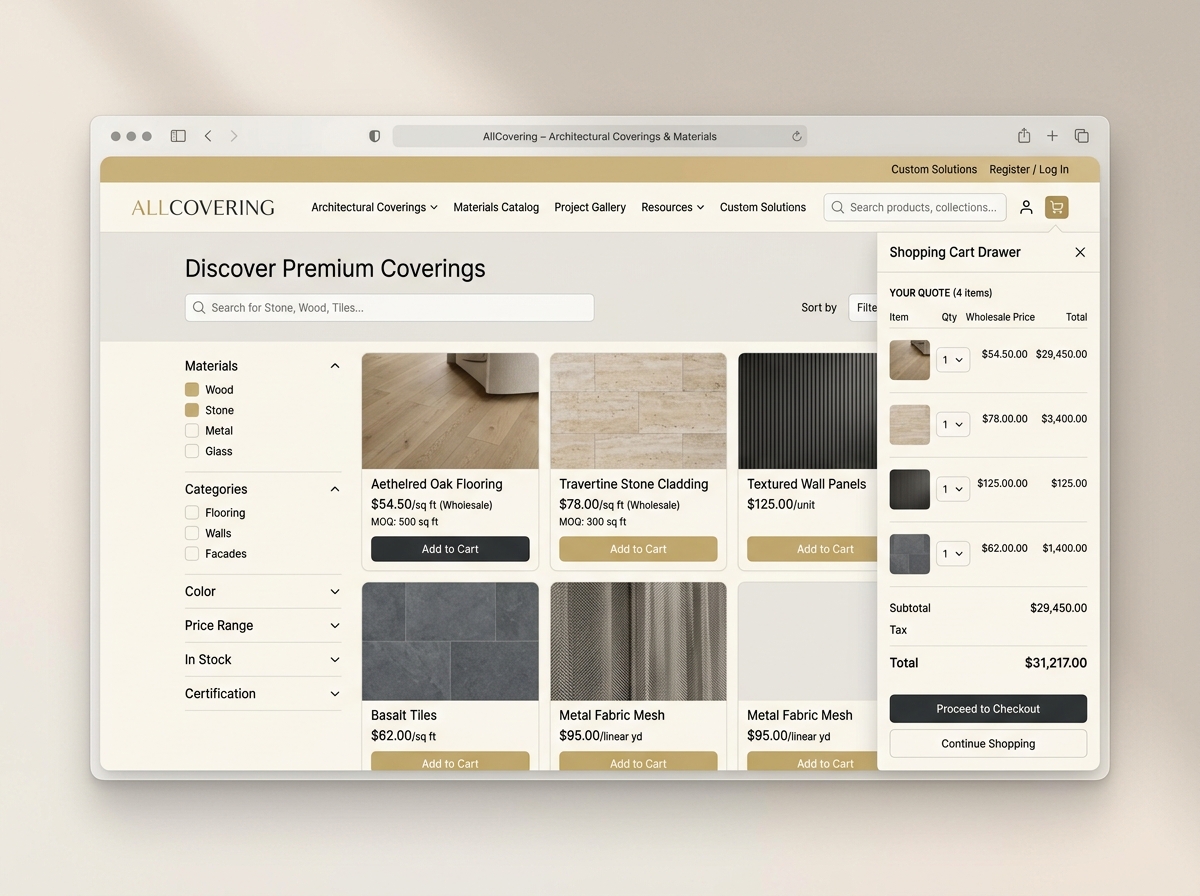 AllCovering – Architectural Coverings & Materials
Custom Solutions Register / Log In
ALLCOVERING Architectural Coverings Materials Catalog Project Gallery Resources Custom Solutions Search products, collections...
Discover Premium Coverings
Search for Stone, Wood, Tiles...
Sort by Filte
Materials
Wood
Stone
Metal
Glass
Categories
Flooring
Walls
Facades
Color
Price Range
In Stock
Certification
Aethelred Oak Flooring
$54.50/sq ft (Wholesale)
MOQ: 500 sq ft
Add to Cart
Travertine Stone Cladding
$78.00/sq ft (Wholesale)
MOQ: 300 sq ft
Add to Cart
Textured Wall Panels
$125.00/unit
Add to Cart
Basalt Tiles
$62.00/sq ft
Add to Cart
Metal Fabric Mesh
$95.00/linear yd
Add to Cart
Metal Fabric Mesh
$95.00/linear yd
Add to Cart
Shopping Cart Drawer
YOUR QUOTE (4 items)
Item Qty Wholesale Price Total
1 $54.50.00 $29,450.00
1 $78.00.00 $3,400.00
1 $125.00.00 $125.00
1 $62.00.00 $1,400.00
Subtotal $29,450.00
Tax
Total $31,217.00
Proceed to Checkout
Continue Shopping